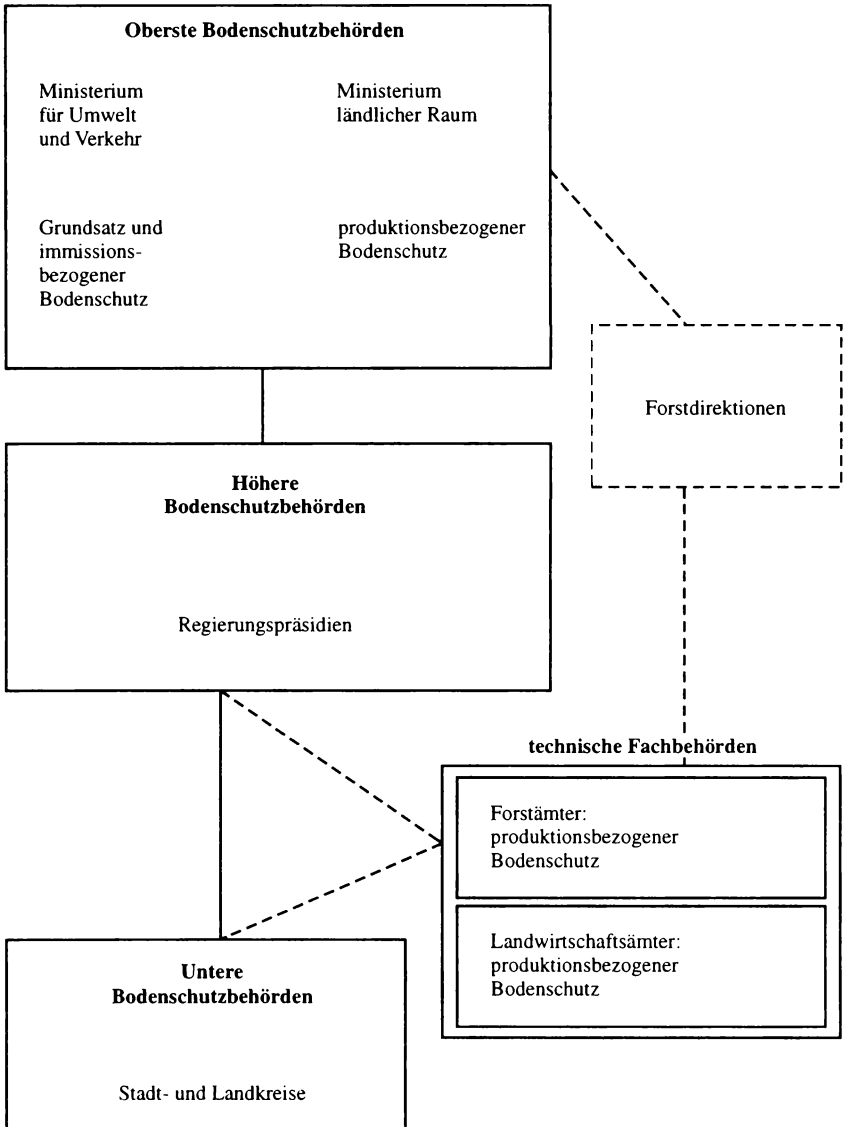 Oberste Bodenschutzbehörden
Ministerium
für Umwelt
und Verkehr
Ministerium
ländlicher Raum
Grundsatz und
immissions-
bezogener
Bodenschutz
produktionsbezogener
Bodenschutz
Forstdirektionen
Höhere
Bodenschutzbehörden
Regierungspräsidien
technische Fachbehörden
Forstämter:
produktionsbezogener
Bodenschutz
Landwirtschaftsämter:
produktionsbezogener
Bodenschutz
Untere
Bodenschutzbehörden
Stadt- und Landkreise